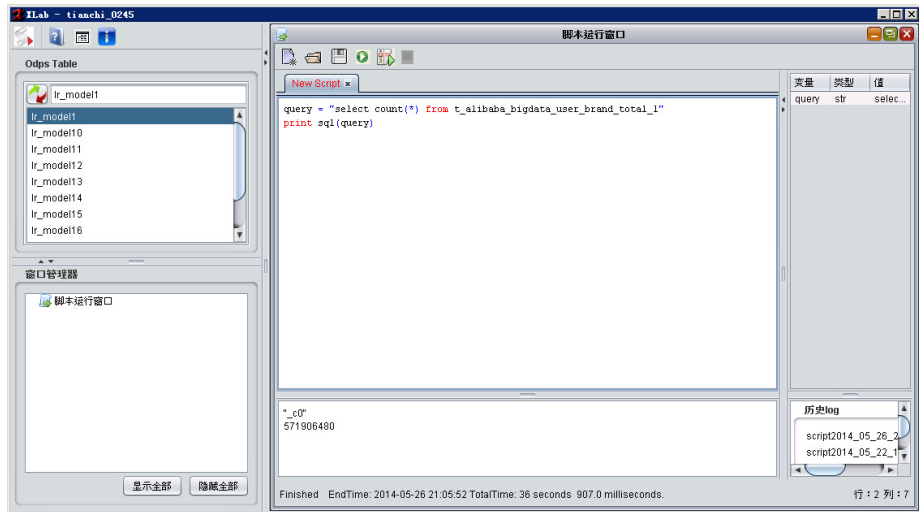 XLab - tianchi_0245
Odps Table
lr_model1
lr_model1
lr_model10
lr_model11
lr_model12
lr_model13
lr_model14
lr_model15
lr_model16
窗口管理器
脚本运行窗口
显示全部
隐藏全部
脚本运行窗口
New Script
query = "select count(*) from t_alibaba_bigdata_user_brand_total_1"
print sql(query)
变量 类型 值
query str selec...
"_c0"
571906480
历史log
script2014_05_26_2
script2014_05_22_1
Finished EndTime: 2014-05-26 21:05:52 TotalTime: 36 seconds 907.0 milliseconds.
行:2 列:7